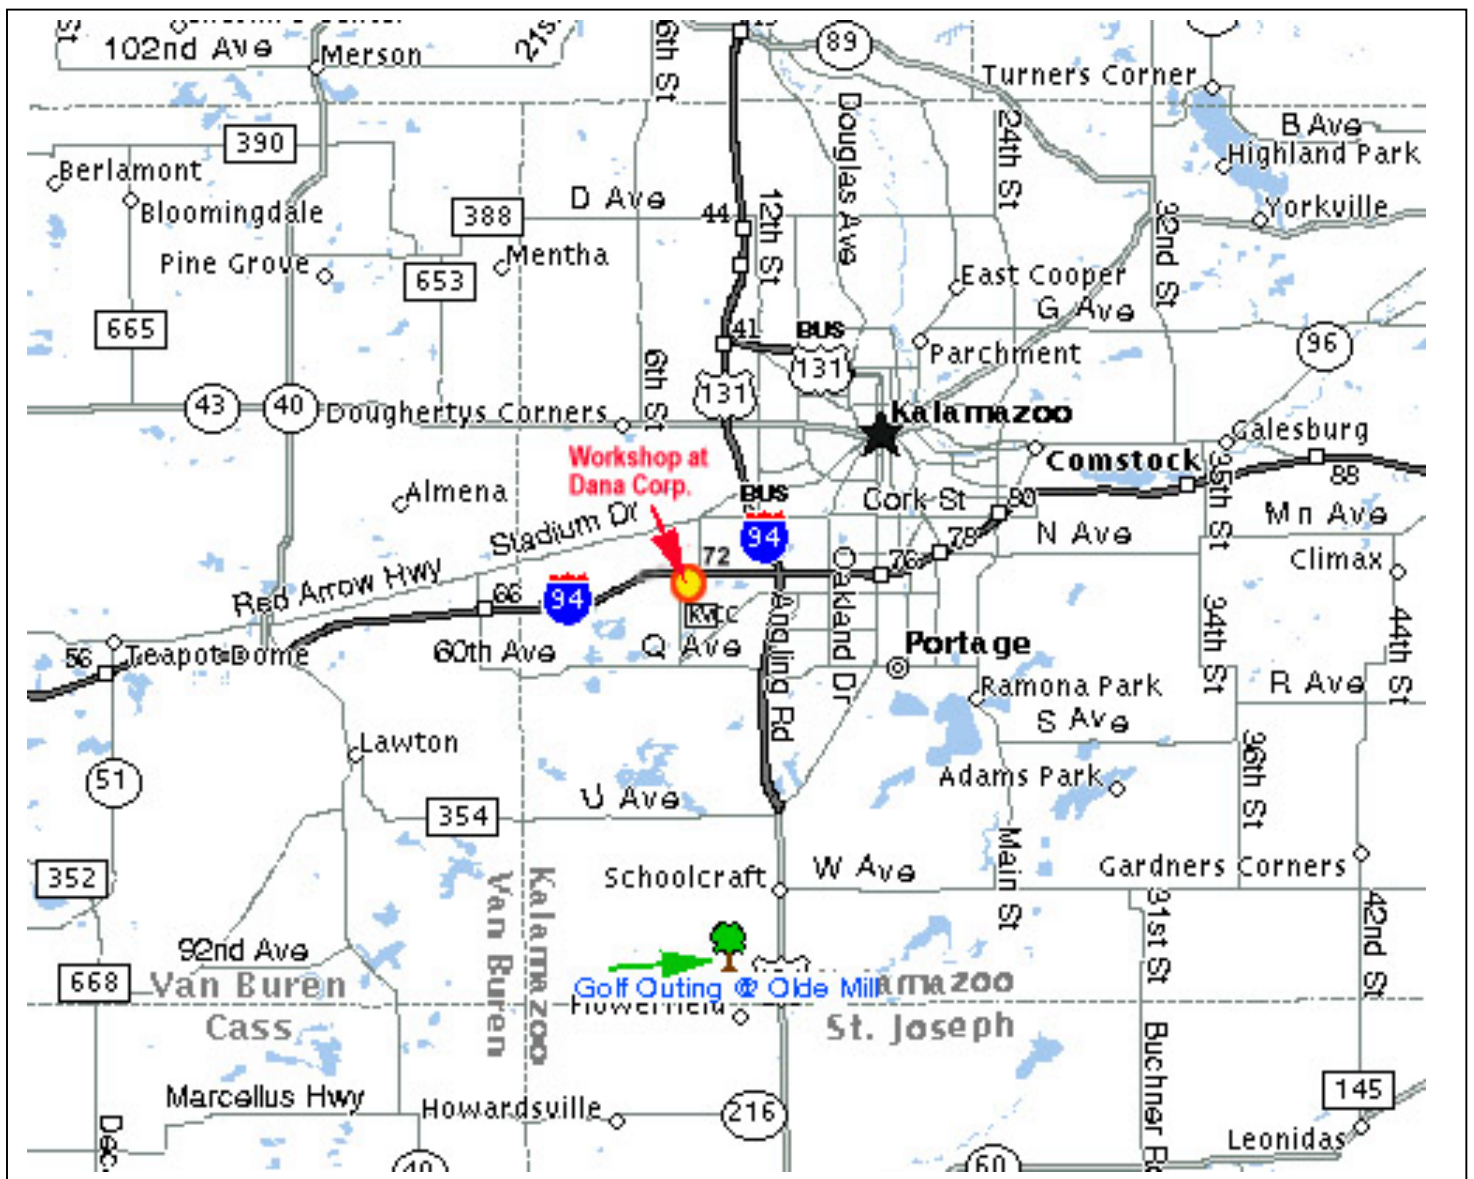 102nd Ave
Merson
21s
6th St
89
Turners Corner
Douglas Ave
24th St
B Ave
390
Highland Park
Berlamont
Bloomingdale
388
D Ave
44
12th St
32nd St
Yorkville
Pine Grove
Mentha
653
East Cooper
G Ave
665
41
BUS
131
131
Parchment
96
6th St
43
40
Doughertys Corners
Kalamazoo
Galesburg
Workshop at
Dana Corp.
Comstock
35th St
88
Almena
BUS
94
Cork St
80
Mn Ave
Stadium Dr
72
78
N Ave
76
Climax
Red Arrow Hwy
66
94
KVCC
Angling Rd
Oakland Dr
34th St
44th St
56
Teapot Dome
60th Ave
Q Ave
Portage
Ramona Park
R Ave
S Ave
Lawton
51
Adams Park
36th St
354
U Ave
Main St
352
Schoolcraft
W Ave
Gardners Corners
Van Buren
Kalamazoo
31st St
42nd St
92nd Ave
668
Van Buren
Golf Outing @ Olde Mill
amazoo
Cass
St. Joseph
Buchner R
Marcellus Hwy
Howardsville
216
145
Dec.
Leonidas
40
60